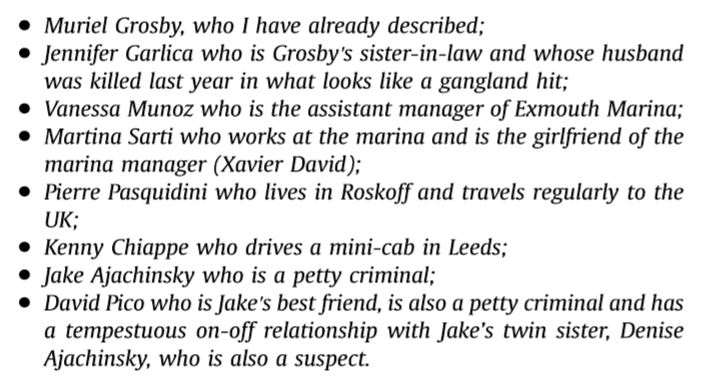 • Muriel Grosby, who I have already described;
• Jennifer Garlica who is Grosby's sister-in-law and whose husband
was killed last year in what looks like a gangland hit;
• Vanessa Munoz who is the assistant manager of Exmouth Marina;
• Martina Sarti who works at the marina and is the girlfriend of the
marina manager (Xavier David);
• Pierre Pasquidini who lives in Roskoff and travels regularly to the
UK;
• Kenny Chiappe who drives a mini-cab in Leeds;
• Jake Ajachinsky who is a petty criminal;
• David Pico who is Jake's best friend, is also a petty criminal and has
a tempestuous on-off relationship with Jake's twin sister, Denise
Ajachinsky, who is also a suspect.